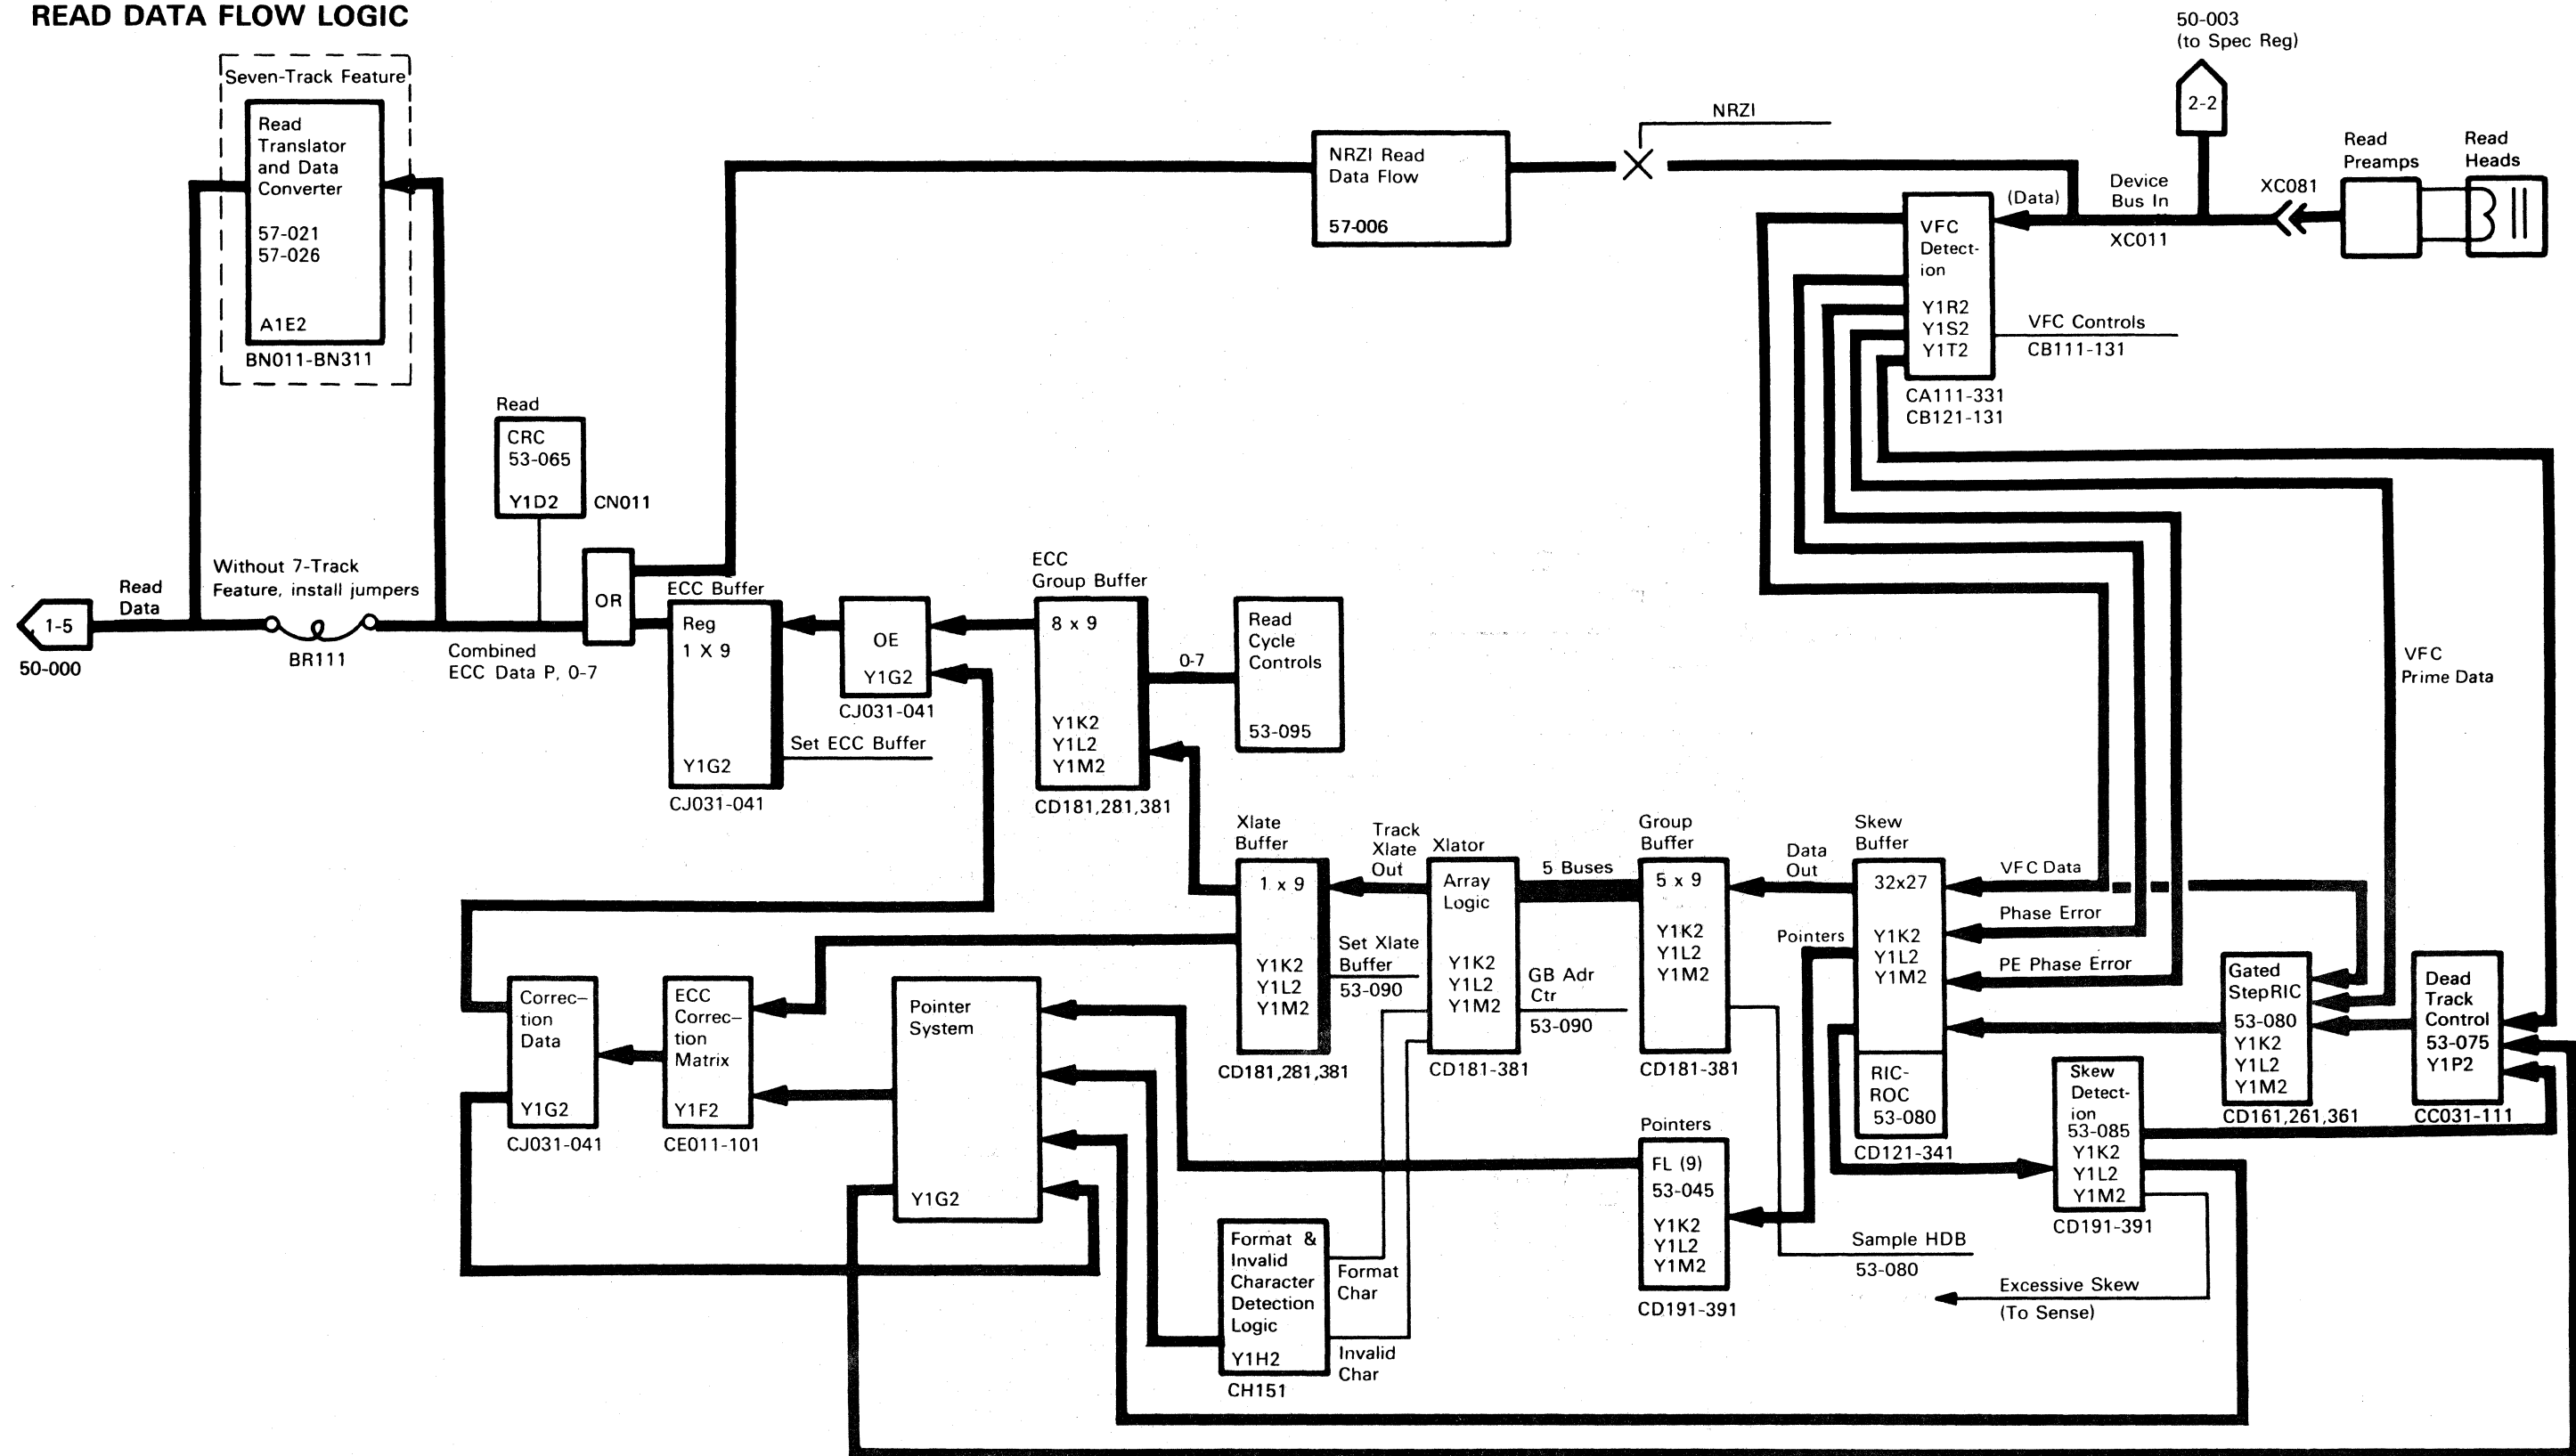 READ DATA FLOW LOGIC
50-003
(to Spec Reg)
2-2
Seven-Track Feature
Read
Translator
and Data
Converter
57-021
57-026
A1E2
BN011-BN311
NRZI
NRZI Read
Data Flow
57-006
Read
Preamps
Read
Heads
XC081
Device
Bus In
XC011
(Data)
VFC
Detect-
ion
Y1R2
Y1S2
Y1T2
CA111-331
CB121-131
VFC Controls
CB111-131
Read
CRC
53-065
Y1D2
CN011
Without 7-Track
Feature, install jumpers
BR111
Read
Data
1-5
50-000
Combined
ECC Data P, 0-7
OR
ECC Buffer
Reg
1 X 9
Y1G2
CJ031-041
Set ECC Buffer
OE
Y1G2
CJ031-041
ECC
Group Buffer
8 x 9
Y1K2
Y1L2
Y1M2
CD181,281,381
0-7
Read
Cycle
Controls
53-095
VFC
Prime Data
Xlate
Buffer
1 x 9
Y1K2
Y1L2
Y1M2
CD181,281,381
Track
Xlate
Out
Set Xlate
Buffer
53-090
Xlator
Array
Logic
Y1K2
Y1L2
Y1M2
CD181-381
5 Buses
GB Adr
Ctr
53-090
Group
Buffer
5 x 9
Y1K2
Y1L2
Y1M2
CD181-381
Data
Out
Pointers
Skew
Buffer
32x27
Y1K2
Y1L2
Y1M2
RIC-
ROC
53-080
CD121-341
VFC Data
Phase Error
PE Phase Error
Gated
StepRIC
53-080
Y1K2
Y1L2
Y1M2
CD161,261,361
Dead
Track
Control
53-075
Y1P2
CC031-111
Skew
Detect-
ion
53-085
Y1K2
Y1L2
Y1M2
CD191-391
Correc-
tion
Data
Y1G2
CJ031-041
ECC
Correc-
tion
Matrix
Y1F2
CE011-101
Pointer
System
Y1G2
Pointers
FL (9)
53-045
Y1K2
Y1L2
Y1M2
CD191-391
Format &
Invalid
Character
Detection
Logic
Y1H2
CH151
Format
Char
Invalid
Char
Sample HDB
53-080
Excessive Skew
(To Sense)